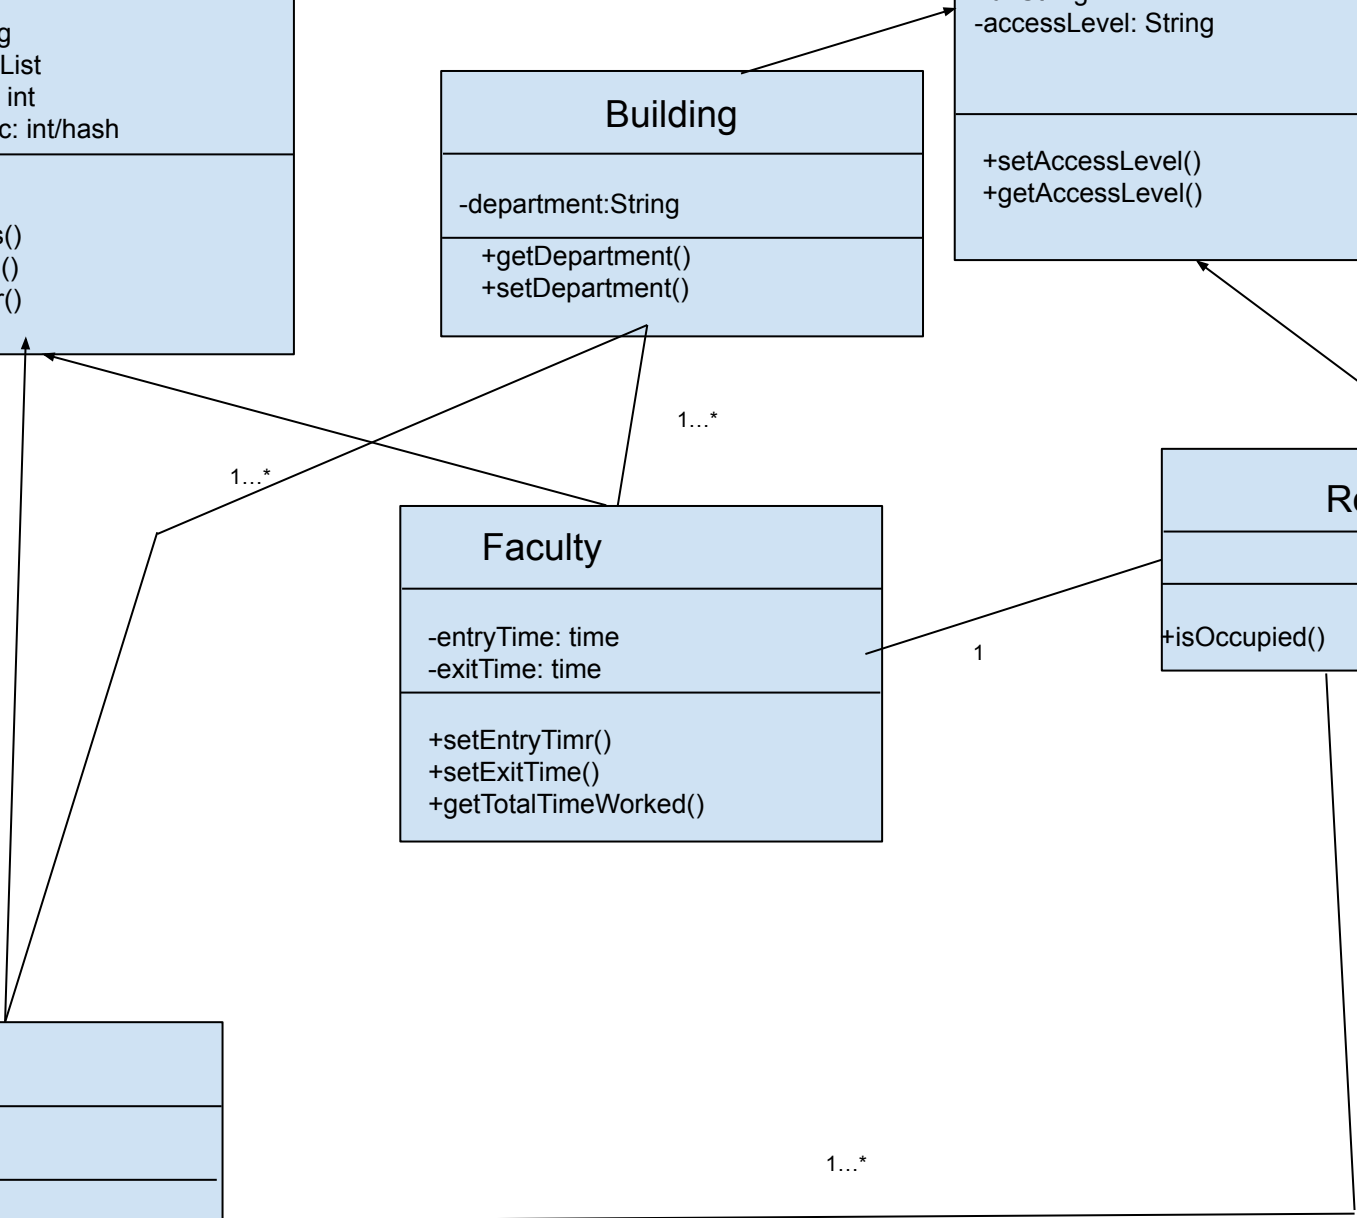 g
List
int
c: int/hash
s()
()
r()
Building
-department:String
+getDepartment()
+setDepartment()
-accessLevel: String
+setAccessLevel()
+getAccessLevel()
1...*
1...*
Faculty
-entryTime: time
-exitTime: time
+setEntryTimr()
+setExitTime()
+getTotalTimeWorked()
1
+isOccupied()
1...*